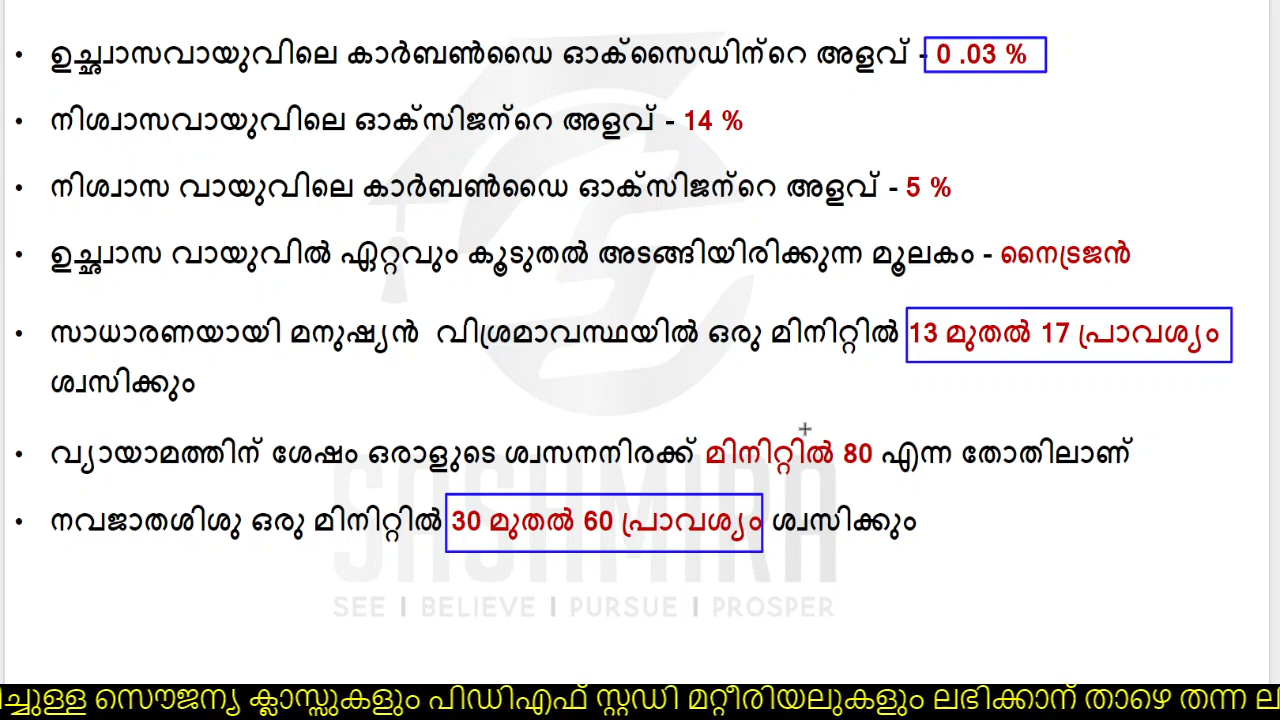 • ഉച്ഛ്വാസവായുവിലെ കാർബൺഡൈ ഓക്സൈഡിന്റെ അളവ് - 0 .03 %
• നിശ്വാസവായുവിലെ ഓക്സിജന്റെ അളവ് - 14 %
• നിശ്വാസ വായുവിലെ കാർബൺഡൈ ഓക്സിജന്റെ അളവ് - 5 %
• ഉച്ഛ്വാസ വായുവിൽ ഏറ്റവും കൂടുതൽ അടങ്ങിയിരിക്കുന്ന മൂലകം - നൈട്രജൻ
• സാധാരണയായി മനുഷ്യൻ വിശ്രമാവസ്ഥയിൽ ഒരു മിനിറ്റിൽ 13 മുതൽ 17 പ്രാവശ്യം
ശ്വസിക്കും
• വ്യായാമത്തിന് ശേഷം ഒരാളുടെ ശ്വസനനിരക്ക് മിനിറ്റിൽ 80 എന്ന തോതിലാണ്
• നവജാതശിശു ഒരു മിനിറ്റിൽ 30 മുതൽ 60 പ്രാവശ്യം ശ്വസിക്കും
SASHMIRA
SEE I BELIEVE I PURSUE I PROSPER
സൌജന്യ ക്ലാസ്സുകളും പിഡിഎഫ് സ്റ്റഡി മറ്റീരിയലുകളും ലഭിക്കാന് താഴെ തന്ന